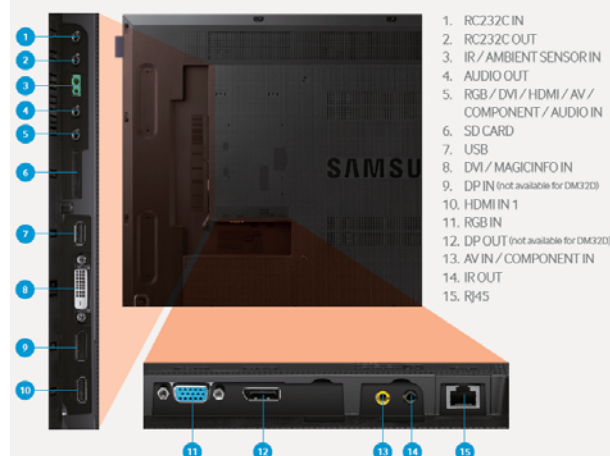 1. RC232C IN
2. RC232C OUT
3. IR / AMBIENT SENSOR IN
4. AUDIO OUT
5. RGB / DVI / HDMI / AV /
COMPONENT / AUDIO IN
6. SD CARD
7. USB
8. DVI / MAGICINFO IN
9. DP IN (not available for DM32D)
10. HDMI IN 1
11. RGB IN
12. DP OUT (not available for DM32D)
13. AV IN / COMPONENT IN
14. IR OUT
15. RJ45
SAMSU
1
2
3
4
5
6
7
8
9
10
11
12
13
14
15